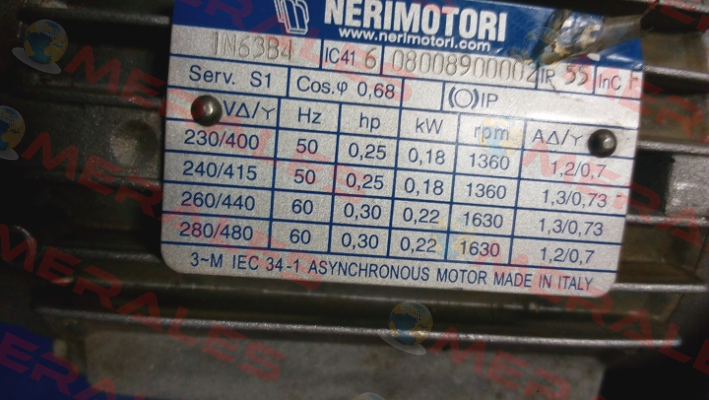 NERIMOTORI
www.nerimotori.com
1N63B4 IC41 6 08008900002 IP 55 InCl F
Serv. S1 Cos.φ 0,68 IP
VΔ/Y Hz hp kW rpm AΔ/Y
230/400 50 0,25 0,18 1360 1,2/0,7
240/415 50 0,25 0,18 1360 1,3/0,73
260/440 60 0,30 0,22 1630 1,3/0,73
280/480 60 0,30 0,22 1630 1,2/0,7
3~M IEC 34-1 ASYNCHRONOUS MOTOR MADE IN ITALY
MERALES